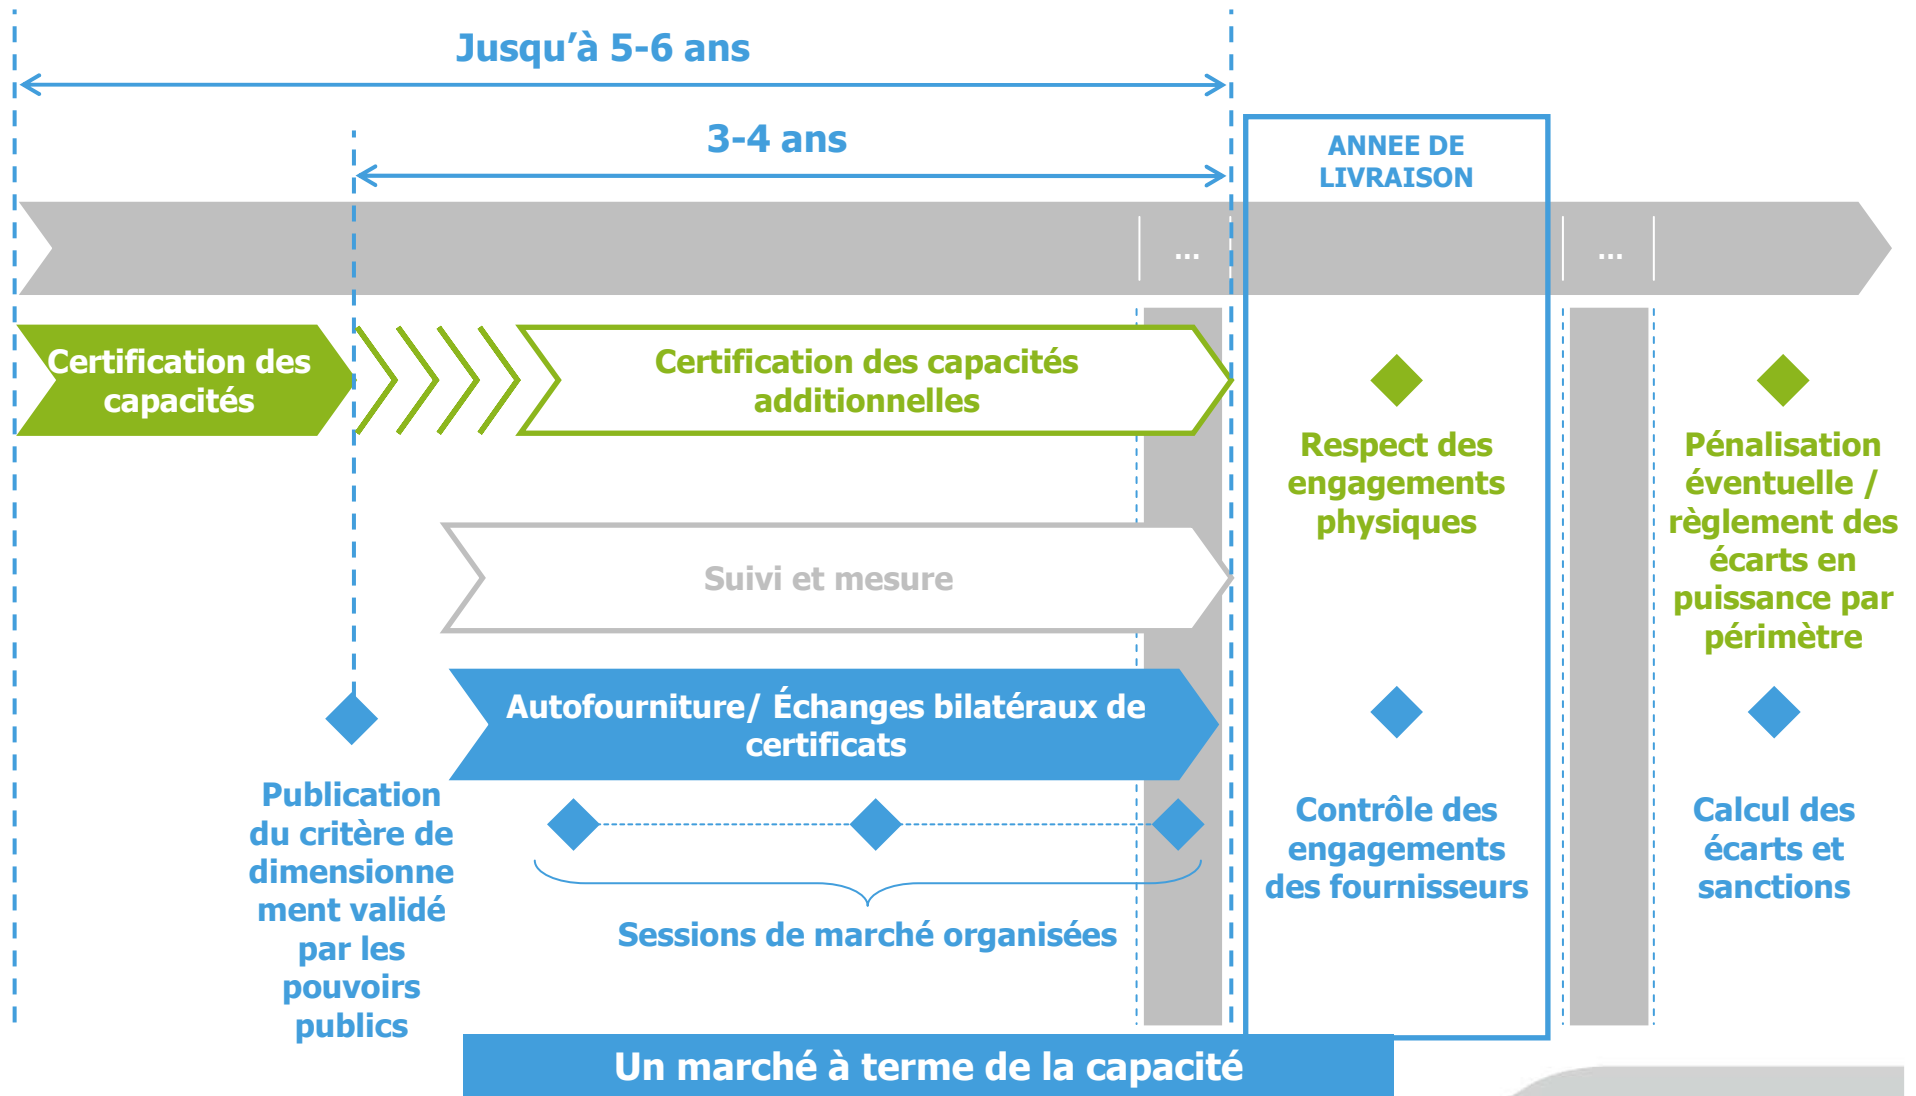 Jusqu’à 5-6 ans
3-4 ans
ANNEE DE
LIVRAISON
...
...
Certification des
capacités
Certification des capacités
additionnelles
Respect des
engagements
physiques
Pénalisation
éventuelle /
règlement des
écarts en
puissance par
périmètre
Suivi et mesure
Autofourniture/ Échanges bilatéraux de
certificats
Publication
du critère de
dimensionne
ment validé
par les
pouvoirs
publics
Sessions de marché organisées
Contrôle des
engagements
des fournisseurs
Calcul des
écarts et
sanctions
Un marché à terme de la capacité